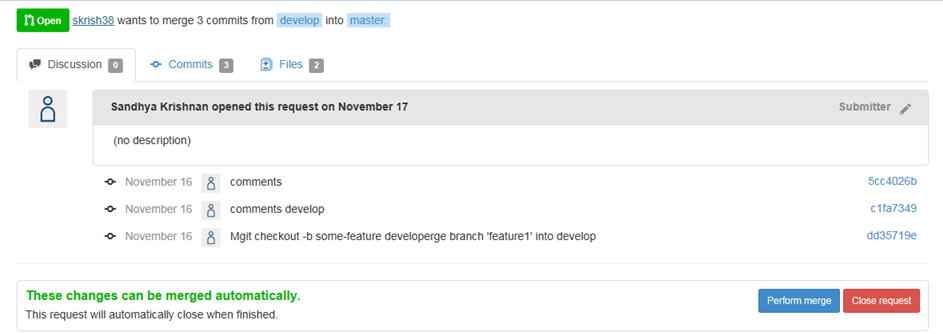 Open skrish38 wants to merge 3 commits from develop into master.
Discussion 0 Commits 3 Files 2
Sandhya Krishnan opened this request on November 17 Submitter
(no description)
November 16 comments 5cc4026b
November 16 comments develop c1fa7349
November 16 Mgit checkout -b some-feature developerge branch 'feature1' into develop dd35719e
These changes can be merged automatically.
This request will automatically close when finished.
Perform merge Close request